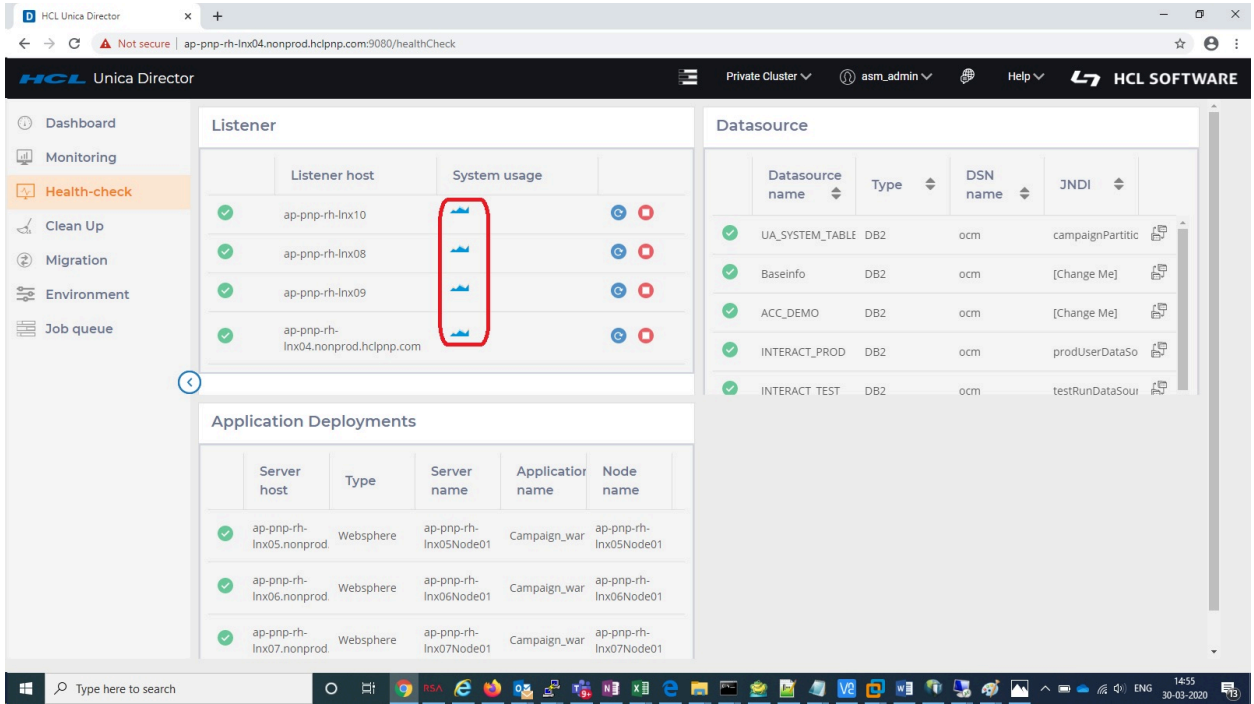 HCL Unica Director
Not secure | ap-pnp-rh-lnx04.nonprod.hclpnp.com:9080/healthCheck
HCL Unica Director
Private Cluster
asm_admin
Help
HCL SOFTWARE
Dashboard
Monitoring
Health-check
Clean Up
Migration
Environment
Job queue
Listener
Listener host System usage
ap-pnp-rh-lnx10
ap-pnp-rh-lnx08
ap-pnp-rh-lnx09
ap-pnp-rh-
lnx04.nonprod.hclpnp.com
Datasource
Datasource
name
Type
DSN
name
JNDI
UA_SYSTEM_TABLE DB2 ocm campaignPartitic
Baseinfo DB2 ocm [Change Me]
ACC_DEMO DB2 ocm [Change Me]
INTERACT_PROD DB2 ocm prodUserDataSo
INTERACT_TEST DB2 ocm testRunDataSour
Application Deployments
Server
host
Type
Server
name
Application
name
Node
name
ap-pnp-rh-
lnx05.nonprod.
Websphere
ap-pnp-rh-
lnx05Node01
Campaign_war
ap-pnp-rh-
lnx05Node01
ap-pnp-rh-
lnx06.nonprod.
Websphere
ap-pnp-rh-
lnx06Node01
Campaign_war
ap-pnp-rh-
lnx06Node01
ap-pnp-rh-
lnx07.nonprod.
Websphere
ap-pnp-rh-
lnx07Node01
Campaign_war
ap-pnp-rh-
lnx07Node01
Type here to search
RSA
ENG
14:55
30-03-2020